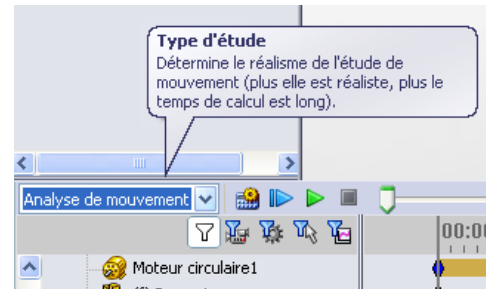 Type d'étude
Détermine le réalisme de l'étude de
mouvement (plus elle est réaliste, plus le
temps de calcul est long).
Analyse de mouvement
00:00
Moteur circulaire1